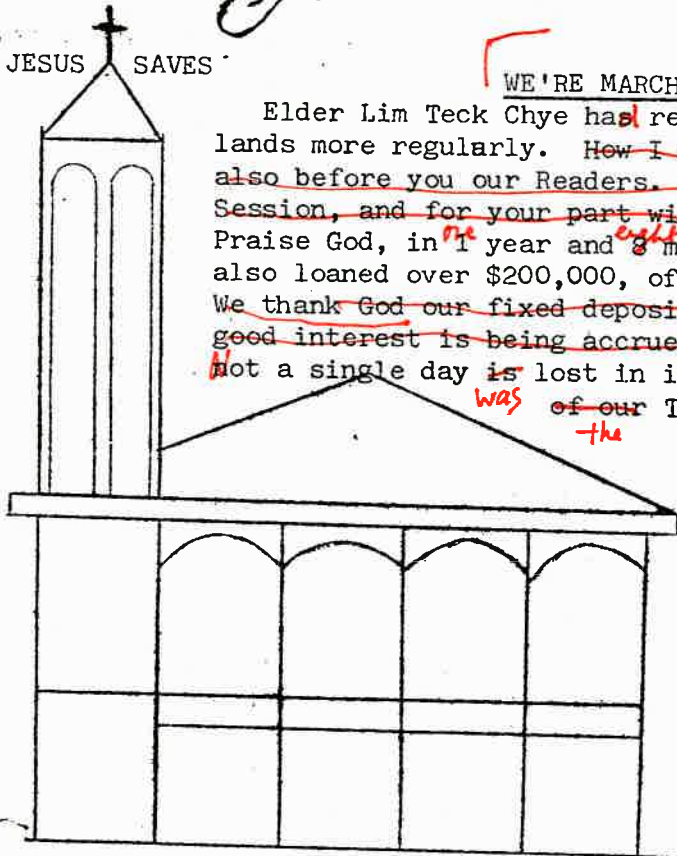 JESUS SAVES
WE'RE MARCH
Elder Lim Teck Chye has d re
lands more regularly. How I
also before you our Readers.
Session, and for your part wi
one eight
Praise God, in 1 year and 8 m
also loaned over $200,000, of
We thank God our fixed deposi
good interest is being accrue
N
not a single day is lost in i
was of our T
the